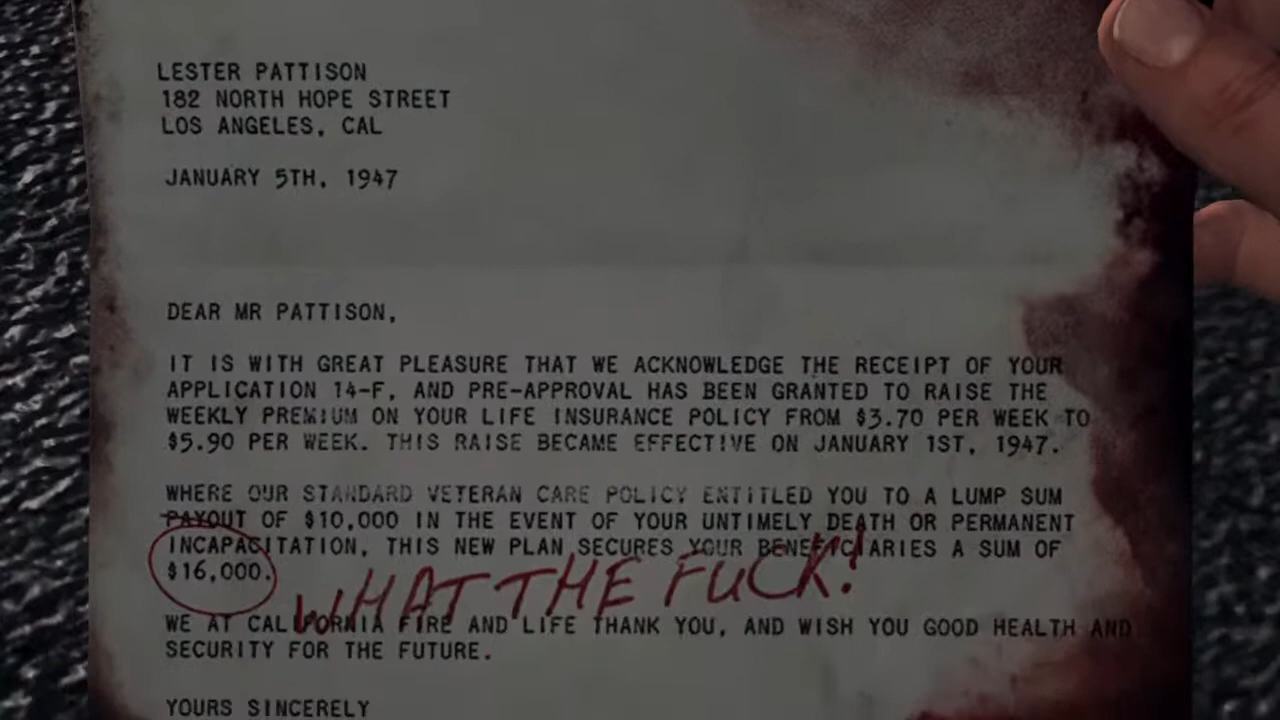 LESTER PATTISON
182 NORTH HOPE STREET
LOS ANGELES, CAL
JANUARY 5TH, 1947
DEAR MR PATTISON,
IT IS WITH GREAT PLEASURE THAT WE ACKNOWLEDGE THE RECEIPT OF YOUR
APPLICATION 14-F, AND PRE-APPROVAL HAS BEEN GRANTED TO RAISE THE
WEEKLY PREMIUM ON YOUR LIFE INSURANCE POLICY FROM $3.70 PER WEEK TO
$5.90 PER WEEK. THIS RAISE BECAME EFFECTIVE ON JANUARY 1ST, 1947.
WHERE OUR STANDARD VETERAN CARE POLICY ENTITLED YOU TO A LUMP SUM
PAYOUT OF $10,000 IN THE EVENT OF YOUR UNTIMELY DEATH OR PERMANENT
INCAPACITATION, THIS NEW PLAN SECURES YOUR BENEFICIARIES A SUM OF
$16,000.
WHAT THE FUCK!
WE AT CALIFORNIA FIRE AND LIFE THANK YOU, AND WISH YOU GOOD HEALTH AND
SECURITY FOR THE FUTURE.
YOURS SINCERELY